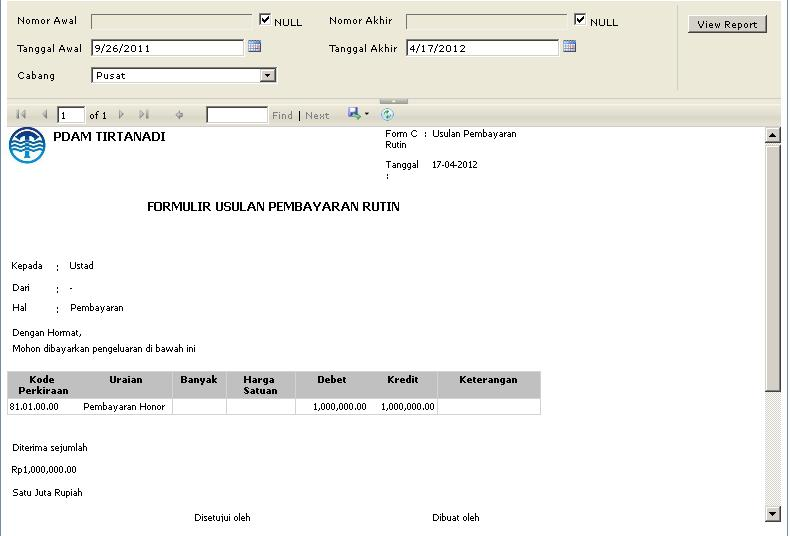 Nomor Awal NULL Nomor Akhir NULL View Report
Tanggal Awal 9/26/2011 Tanggal Akhir 4/17/2012
Cabang Pusat
1 of 1 Find | Next
PDAM TIRTANADI
Form C : Usulan Pembayaran
Rutin
Tanggal 17-04-2012
:
FORMULIR USULAN PEMBAYARAN RUTIN
Kepada : Ustad
Dari : -
Hal : Pembayaran
Dengan Hormat,
Mohon dibayarkan pengeluaran di bawah ini
Kode Perkiraan Uraian Banyak Harga Satuan Debet Kredit Keterangan
81.01.00.00 Pembayaran Honor 1,000,000.00 1,000,000.00
Diterima sejumlah
Rp1,000,000.00
Satu Juta Rupiah
Disetujui oleh Dibuat oleh